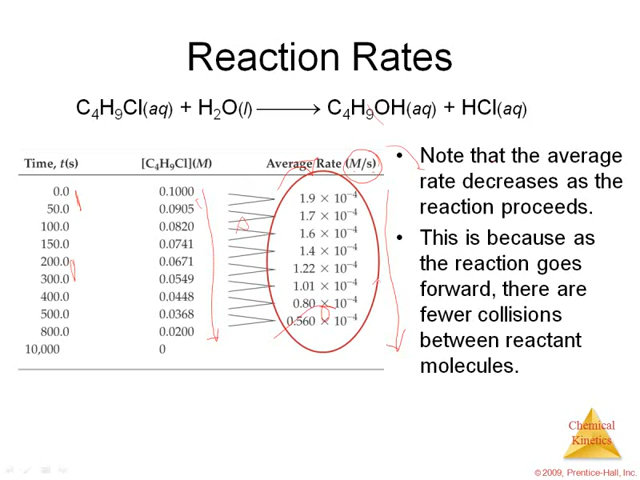 Reaction Rates
C₄H₉Cl(aq) + H₂O(l) ⟶ C₄H₉OH(aq) + HCl(aq)
Time, t(s) [C₄H₉Cl](M) Average Rate (M/s)
0.0 0.1000
1.9 × 10⁻⁴
50.0 0.0905
1.7 × 10⁻⁴
100.0 0.0820
1.6 × 10⁻⁴
150.0 0.0741
1.4 × 10⁻⁴
200.0 0.0671
1.22 × 10⁻⁴
300.0 0.0549
1.01 × 10⁻⁴
400.0 0.0448
0.80 × 10⁻⁴
500.0 0.0368
0.560 × 10⁻⁴
800.0 0.0200
10,000 0
• Note that the average
rate decreases as the
reaction proceeds.
• This is because as
the reaction goes
forward, there are
fewer collisions
between reactant
molecules.
Chemical
Kinetics
© 2009, Prentice-Hall, Inc.